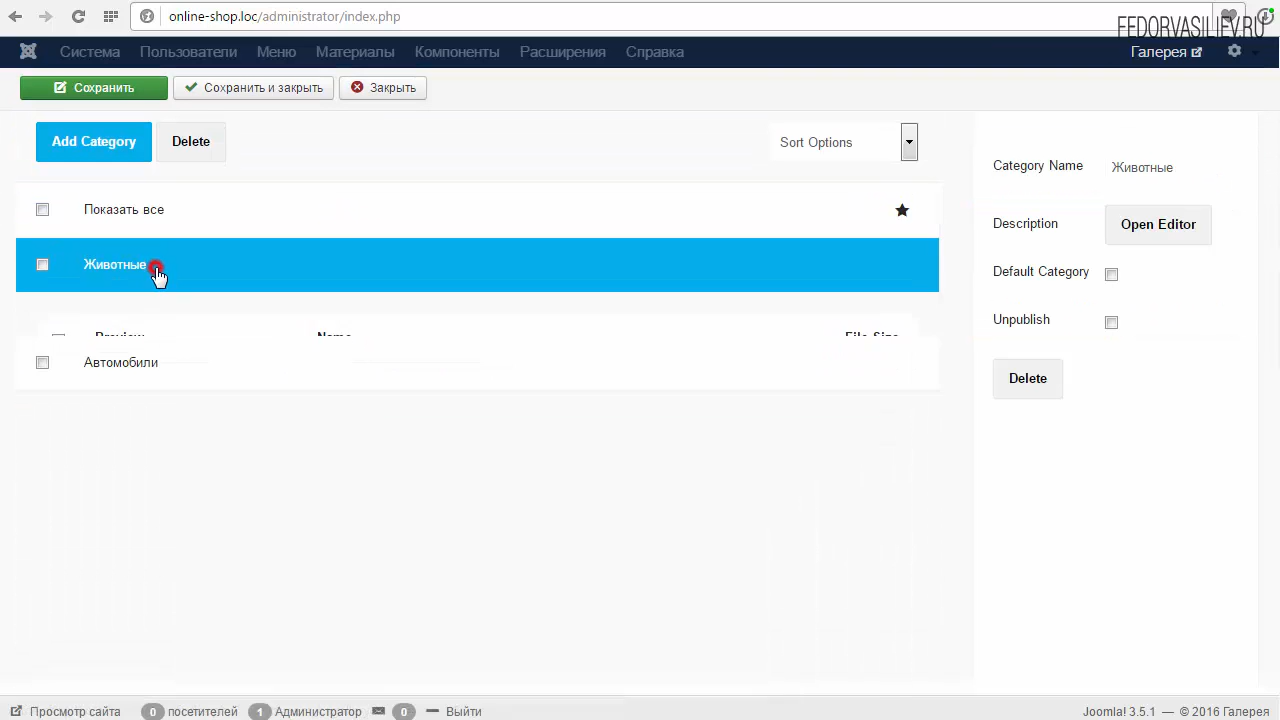 online-shop.loc/administrator/index.php
FEDORVASILIEV.RU
Система Пользователи Меню Материалы Компоненты Расширения Справка Галерея
Сохранить Сохранить и закрыть Закрыть
Add Category Delete Sort Options
Category Name Животные
Показать все
Description Open Editor
Животные
Default Category
Unpublish
Preview Name File Size
Автомобили
Delete
Просмотр сайта 0 посетителей 1 Администратор 0 Выйти Joomla! 3.5.1 — © 2016 Галерея